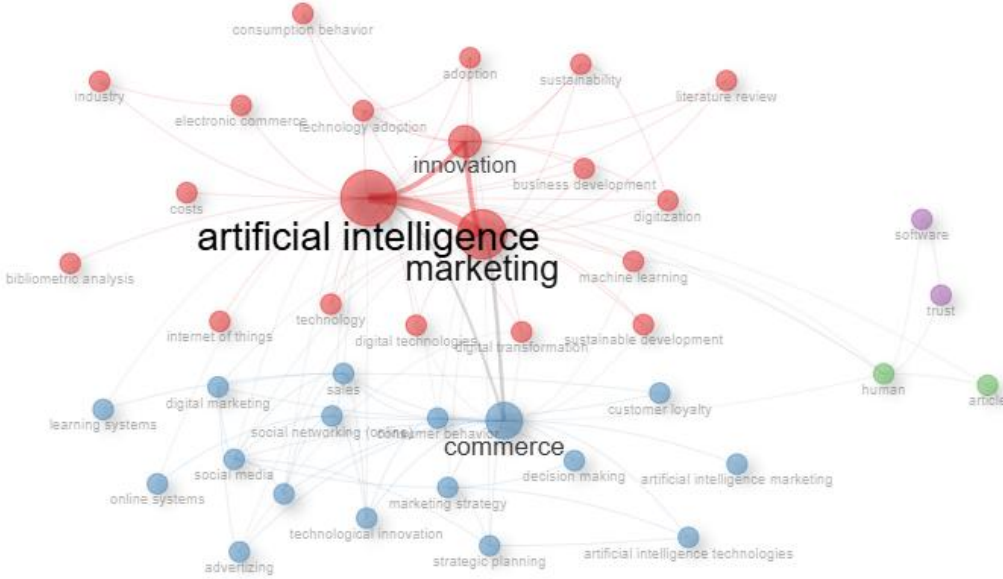 consumption behavior
adoption
sustainability
industry
literature review
electronic commerce
technology adoption
innovation
business development
costs
digitization
software
artificial intelligence
marketing
bibliometric analysis
machine learning
trust
internet of things
technology
digital technologies
digital transformation
sustainable development
human
sales
article
digital marketing
learning systems
customer loyalty
social networking (online)
consumer behavior
commerce
social media
decision making
artificial intelligence marketing
online systems
marketing strategy
technological innovation
strategic planning
artificial intelligence technologies
advertizing